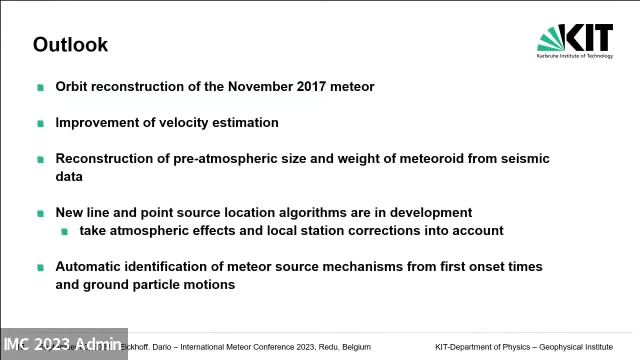 Outlook
KIT
Karlsruhe Institute of Technology
Orbit reconstruction of the November 2017 meteor
Improvement of velocity estimation
Reconstruction of pre-atmospheric size and weight of meteoroid from seismic
data
New line and point source location algorithms are in development
take atmospheric effects and local station corrections into account
Automatic identification of meteor source mechanisms from first onset times
and ground particle motions
IMC 2023 Admin
Eickhoff, Dario – International Meteor Conference 2023, Redu, Belgium
KIT-Department of Physics – Geophysical Institute